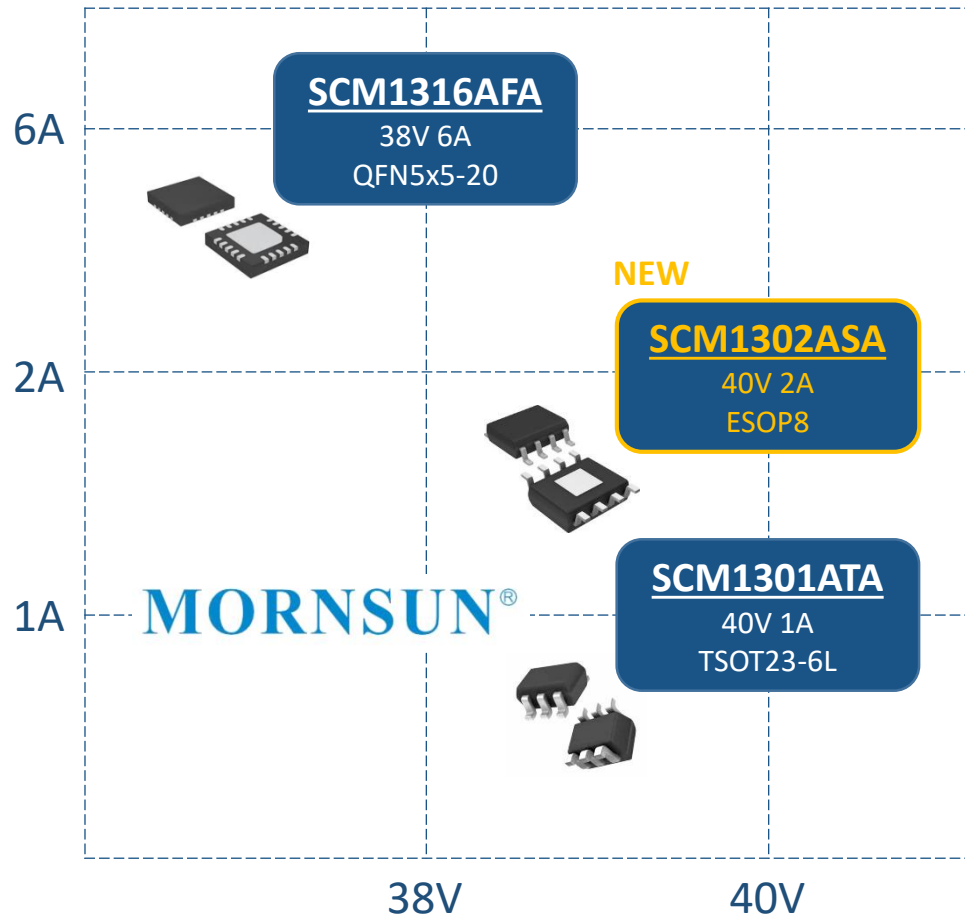 6A
SCM1316AFA
38V 6A
QFN5x5-20
NEW
2A
SCM1302ASA
40V 2A
ESOP8
1A
MORNSUN®
SCM1301ATA
40V 1A
TSOT23-6L
38V
40V